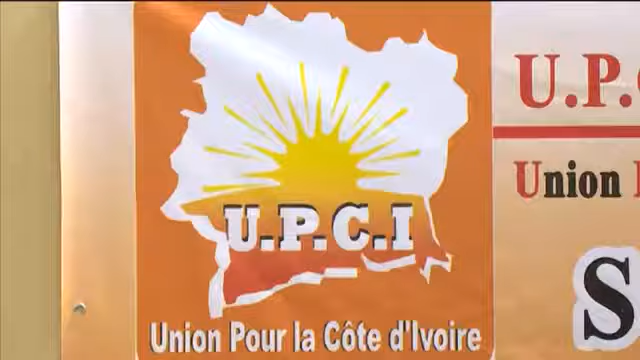 U.P.C.I
Union Pour la Côte d'Ivoire
U.P.
Union
S